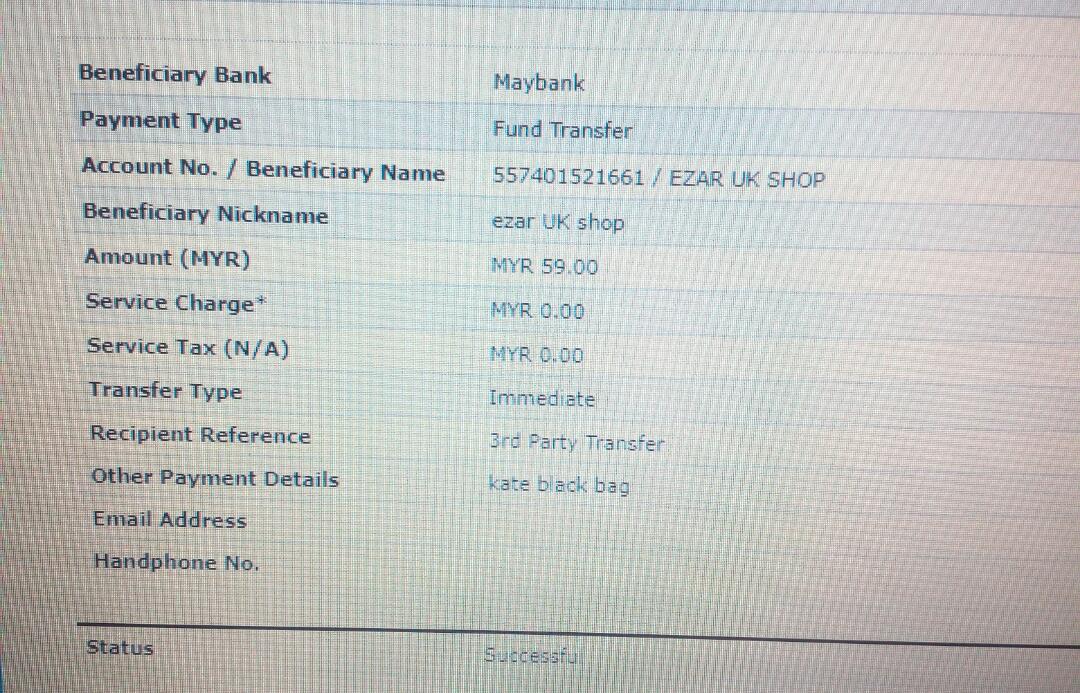 Beneficiary Bank Maybank
Payment Type Fund Transfer
Account No. / Beneficiary Name 557401521661 / EZAR UK SHOP
Beneficiary Nickname ezar UK shop
Amount (MYR) MYR 59.00
Service Charge* MYR 0.00
Service Tax (N/A) MYR 0.00
Transfer Type Immediate
Recipient Reference 3rd Party Transfer
Other Payment Details kate black bag
Email Address
Handphone No.
Status Successful